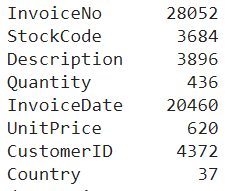 InvoiceNo 28052
StockCode 3684
Description 3896
Quantity 436
InvoiceDate 20460
UnitPrice 620
CustomerID 4372
Country 37